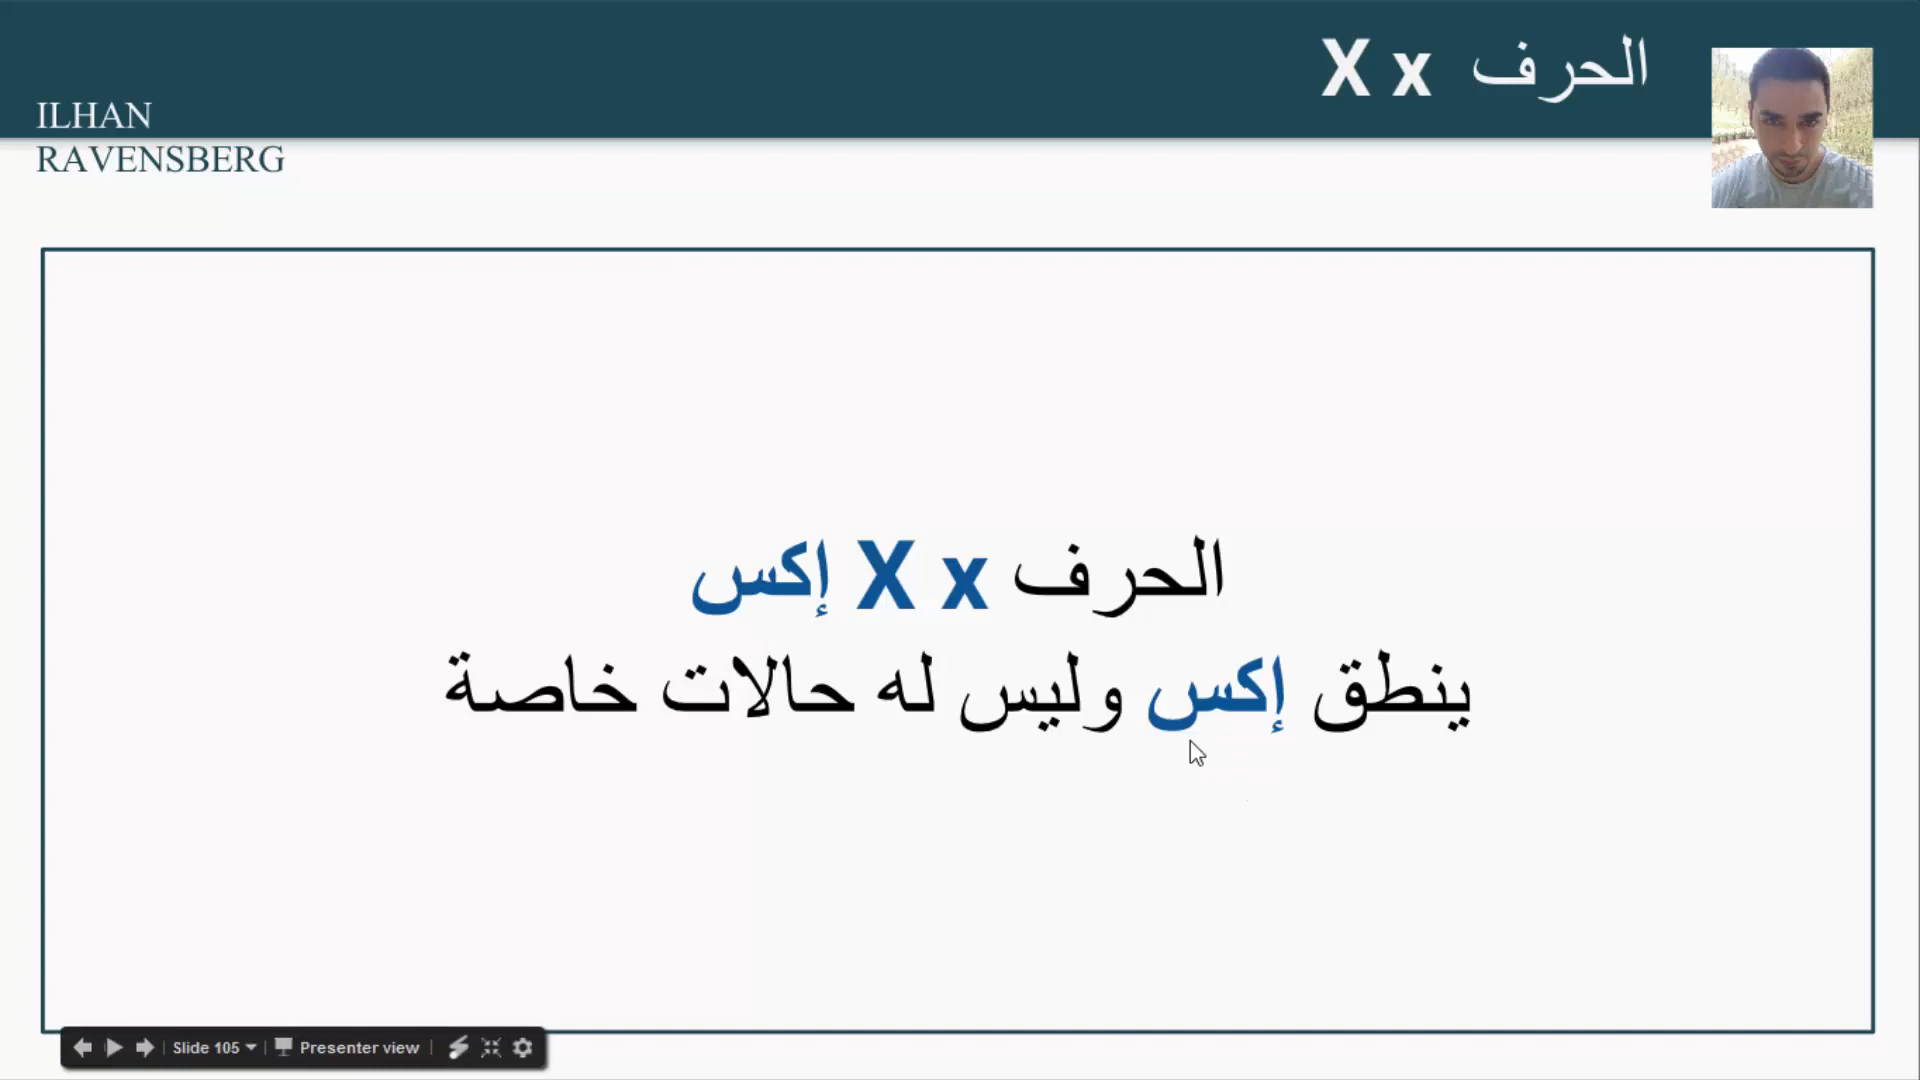 الحرف X x
ILHAN
RAVENSBERG
الحرف X x إكس
ينطق إكس وليس له حالات خاصة
Slide 105
Presenter view